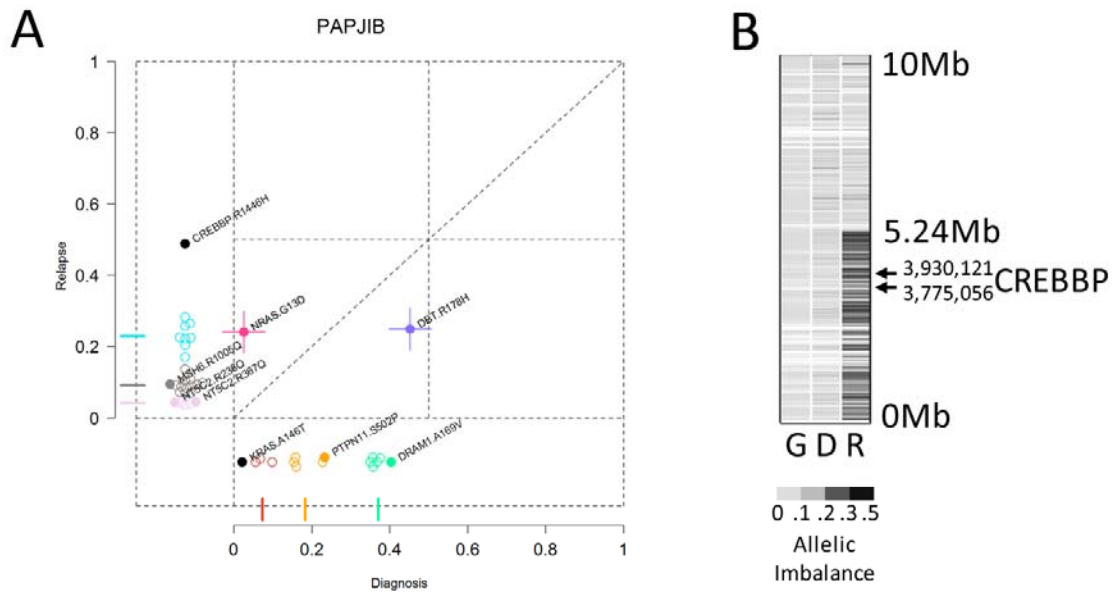 A
PAPJIB
1
0.8
0.6
0.4
0.2
0
Relapse
CREBBP.R1446H
NRAS.G13D
DBT.R178H
MSH6.R1005Q
NT5C2.R238Q
NT5C2.R367Q
KRAS.A146T
PTPN11.S502P
DRAM1.A169V
0 0.2 0.4 0.6 0.8 1
Diagnosis
B
10Mb
5.24Mb
3,930,121
CREBBP
3,775,056
0Mb
G D R
0 .1 .2 .3 .5
Allelic
Imbalance